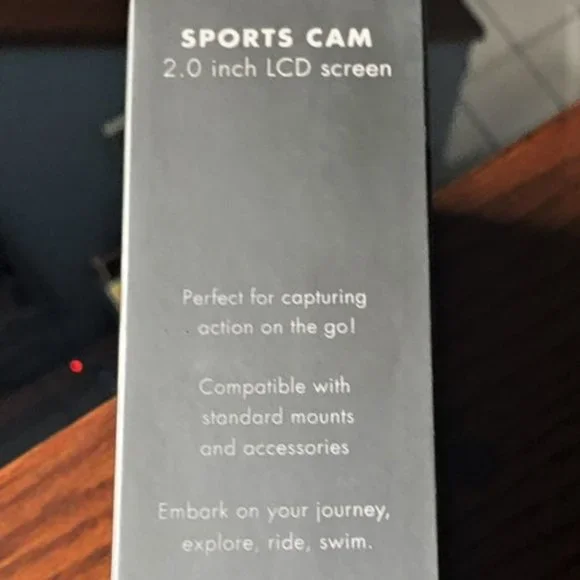 SPORTS CAM
2.0 inch LCD screen
Perfect for capturing
action on the go!
Compatible with
standard mounts
and accessories
Embark on your journey,
explore, ride, swim.